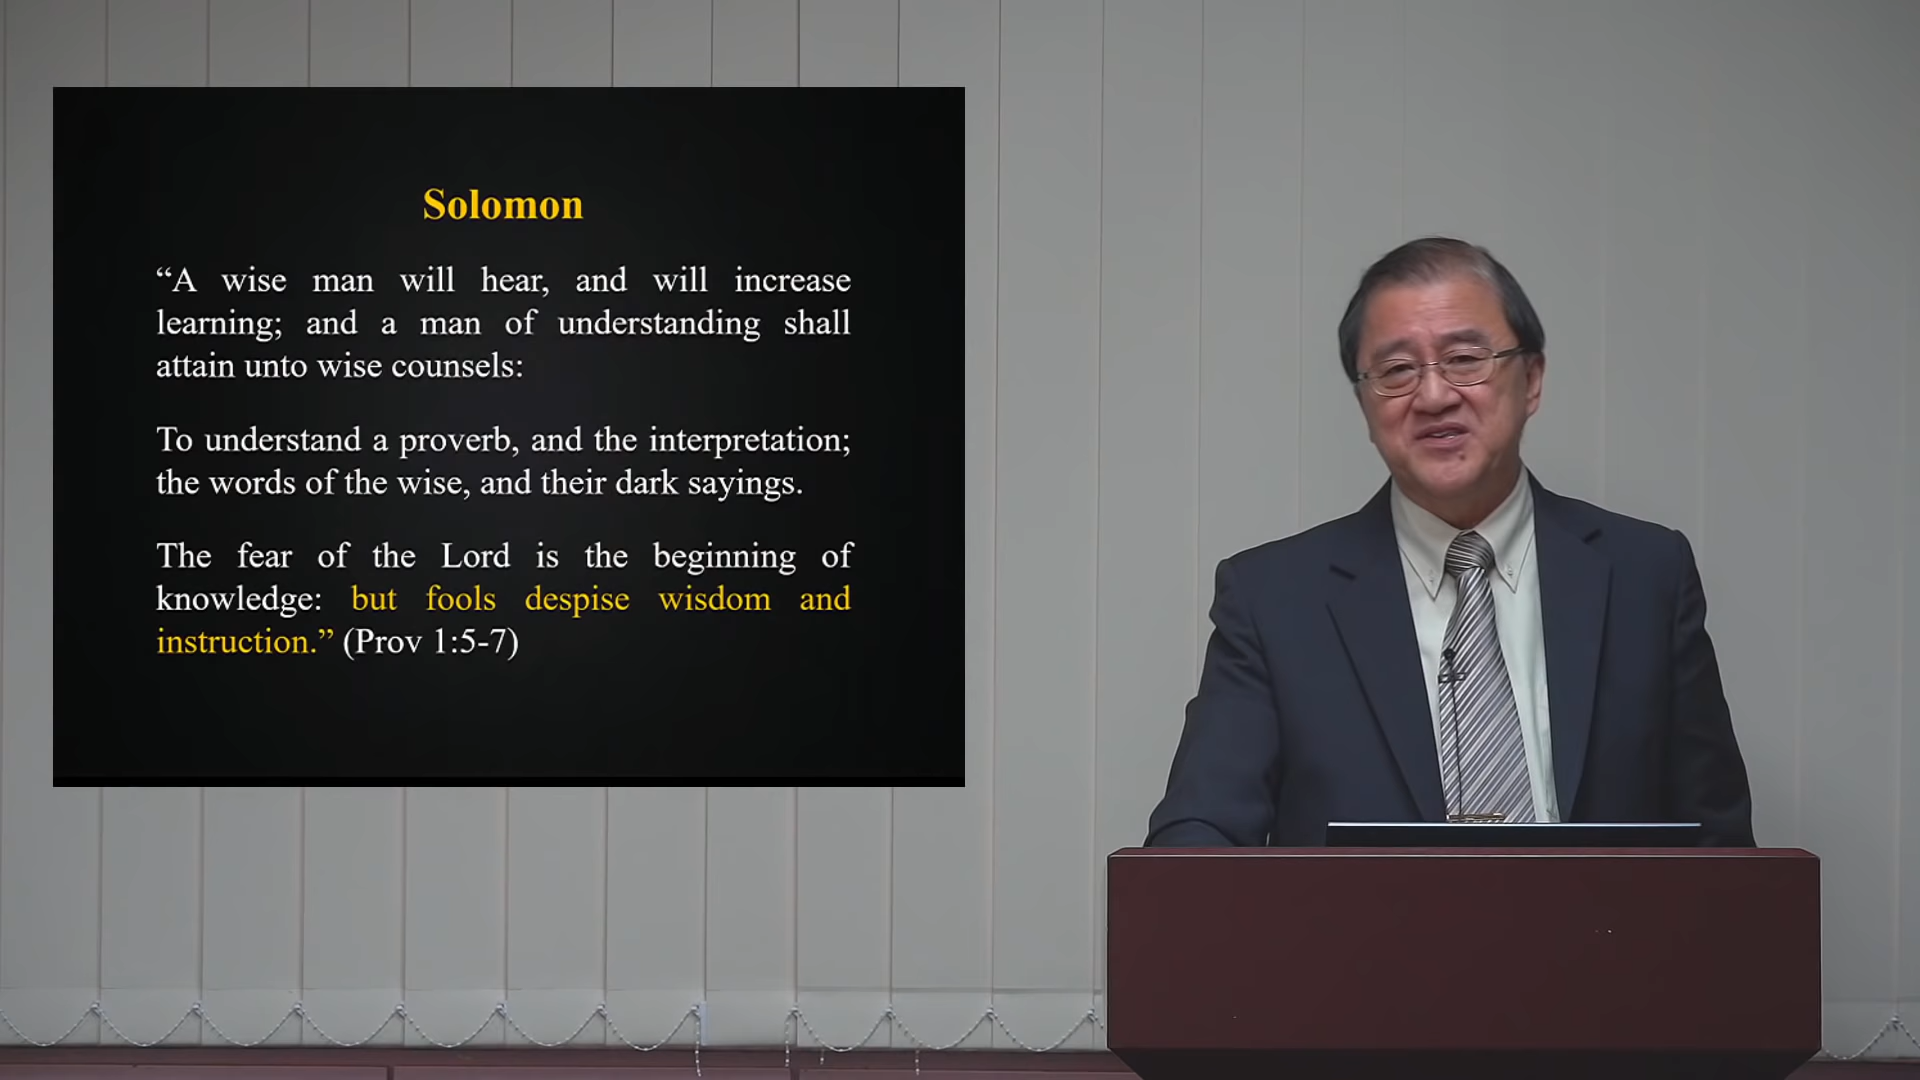 Solomon
“A wise man will hear, and will increase
learning; and a man of understanding shall
attain unto wise counsels:
To understand a proverb, and the interpretation;
the words of the wise, and their dark sayings.
The fear of the Lord is the beginning of
knowledge: but fools despise wisdom and
instruction.” (Prov 1:5-7)